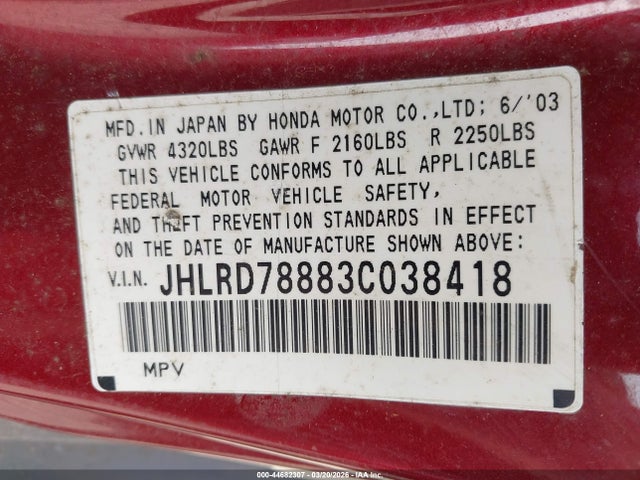 MFD. IN JAPAN BY HONDA MOTOR CO.,LTD; 6/'03
GVWR 4320LBS GAWR F 2160LBS R 2250LBS
THIS VEHICLE CONFORMS TO ALL APPLICABLE
FEDERAL MOTOR VEHICLE SAFETY,
AND THEFT PREVENTION STANDARDS IN EFFECT
ON THE DATE OF MANUFACTURE SHOWN ABOVE:
V.I.N. JHLRD78883C038418
MPV
000-44682307 - 03/20/2026 - IAA Inc.